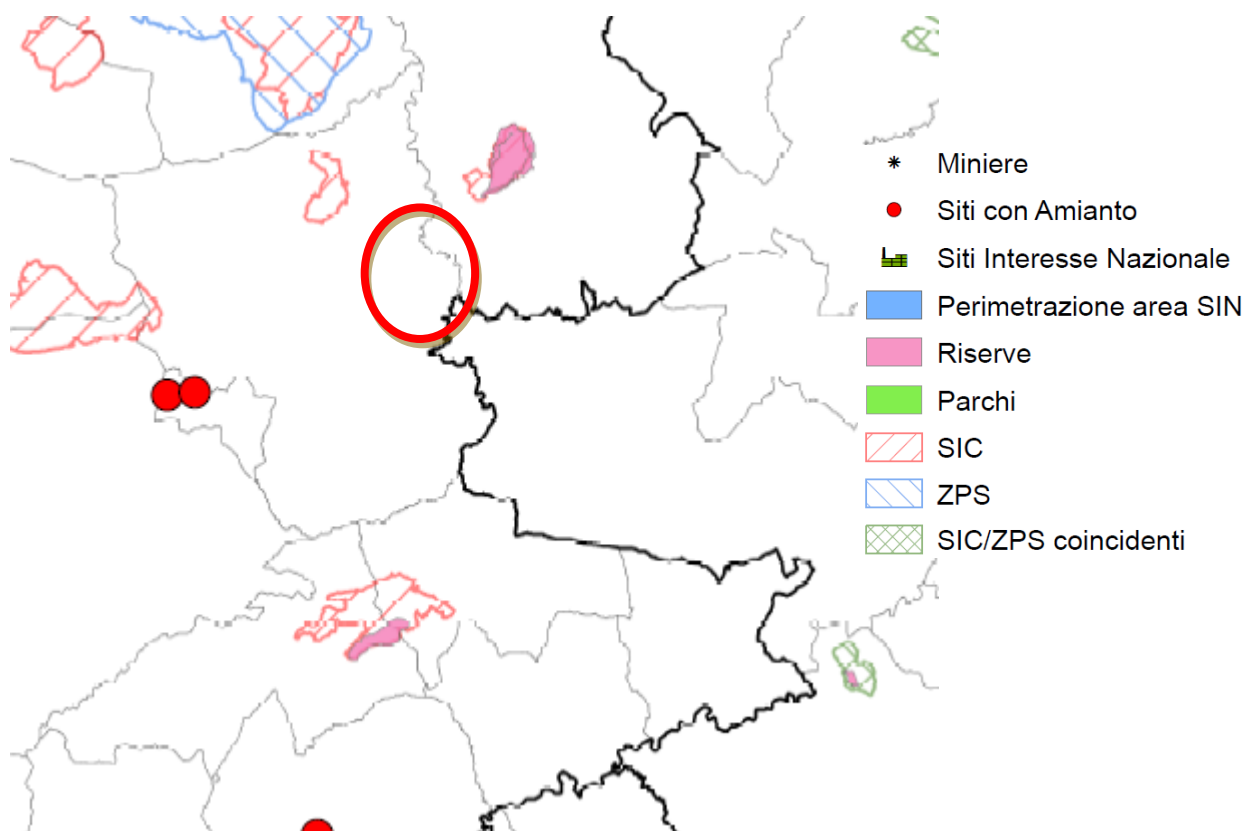 Miniere
Siti con Amianto
Siti Interesse Nazionale
Perimetrazione area SIN
Riserve
Parchi
SIC
ZPS
SIC/ZPS coincidenti